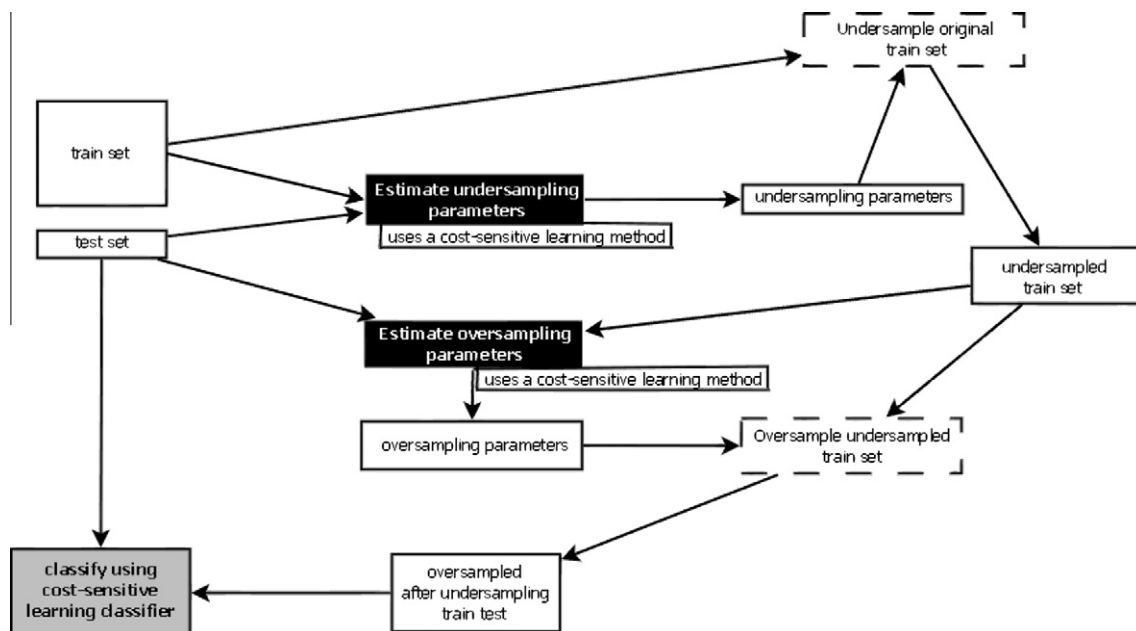 Undersample original
train set
train set
Estimate undersampling
parameters
uses a cost-sensitive learning method
undersampling parameters
test set
undersampled
train set
Estimate oversampling
parameters
uses a cost-sensitive learning method
oversampling parameters
Oversample undersampled
train set
classify using
cost-sensitive
learning classifier
oversampled
after undersampling
train test